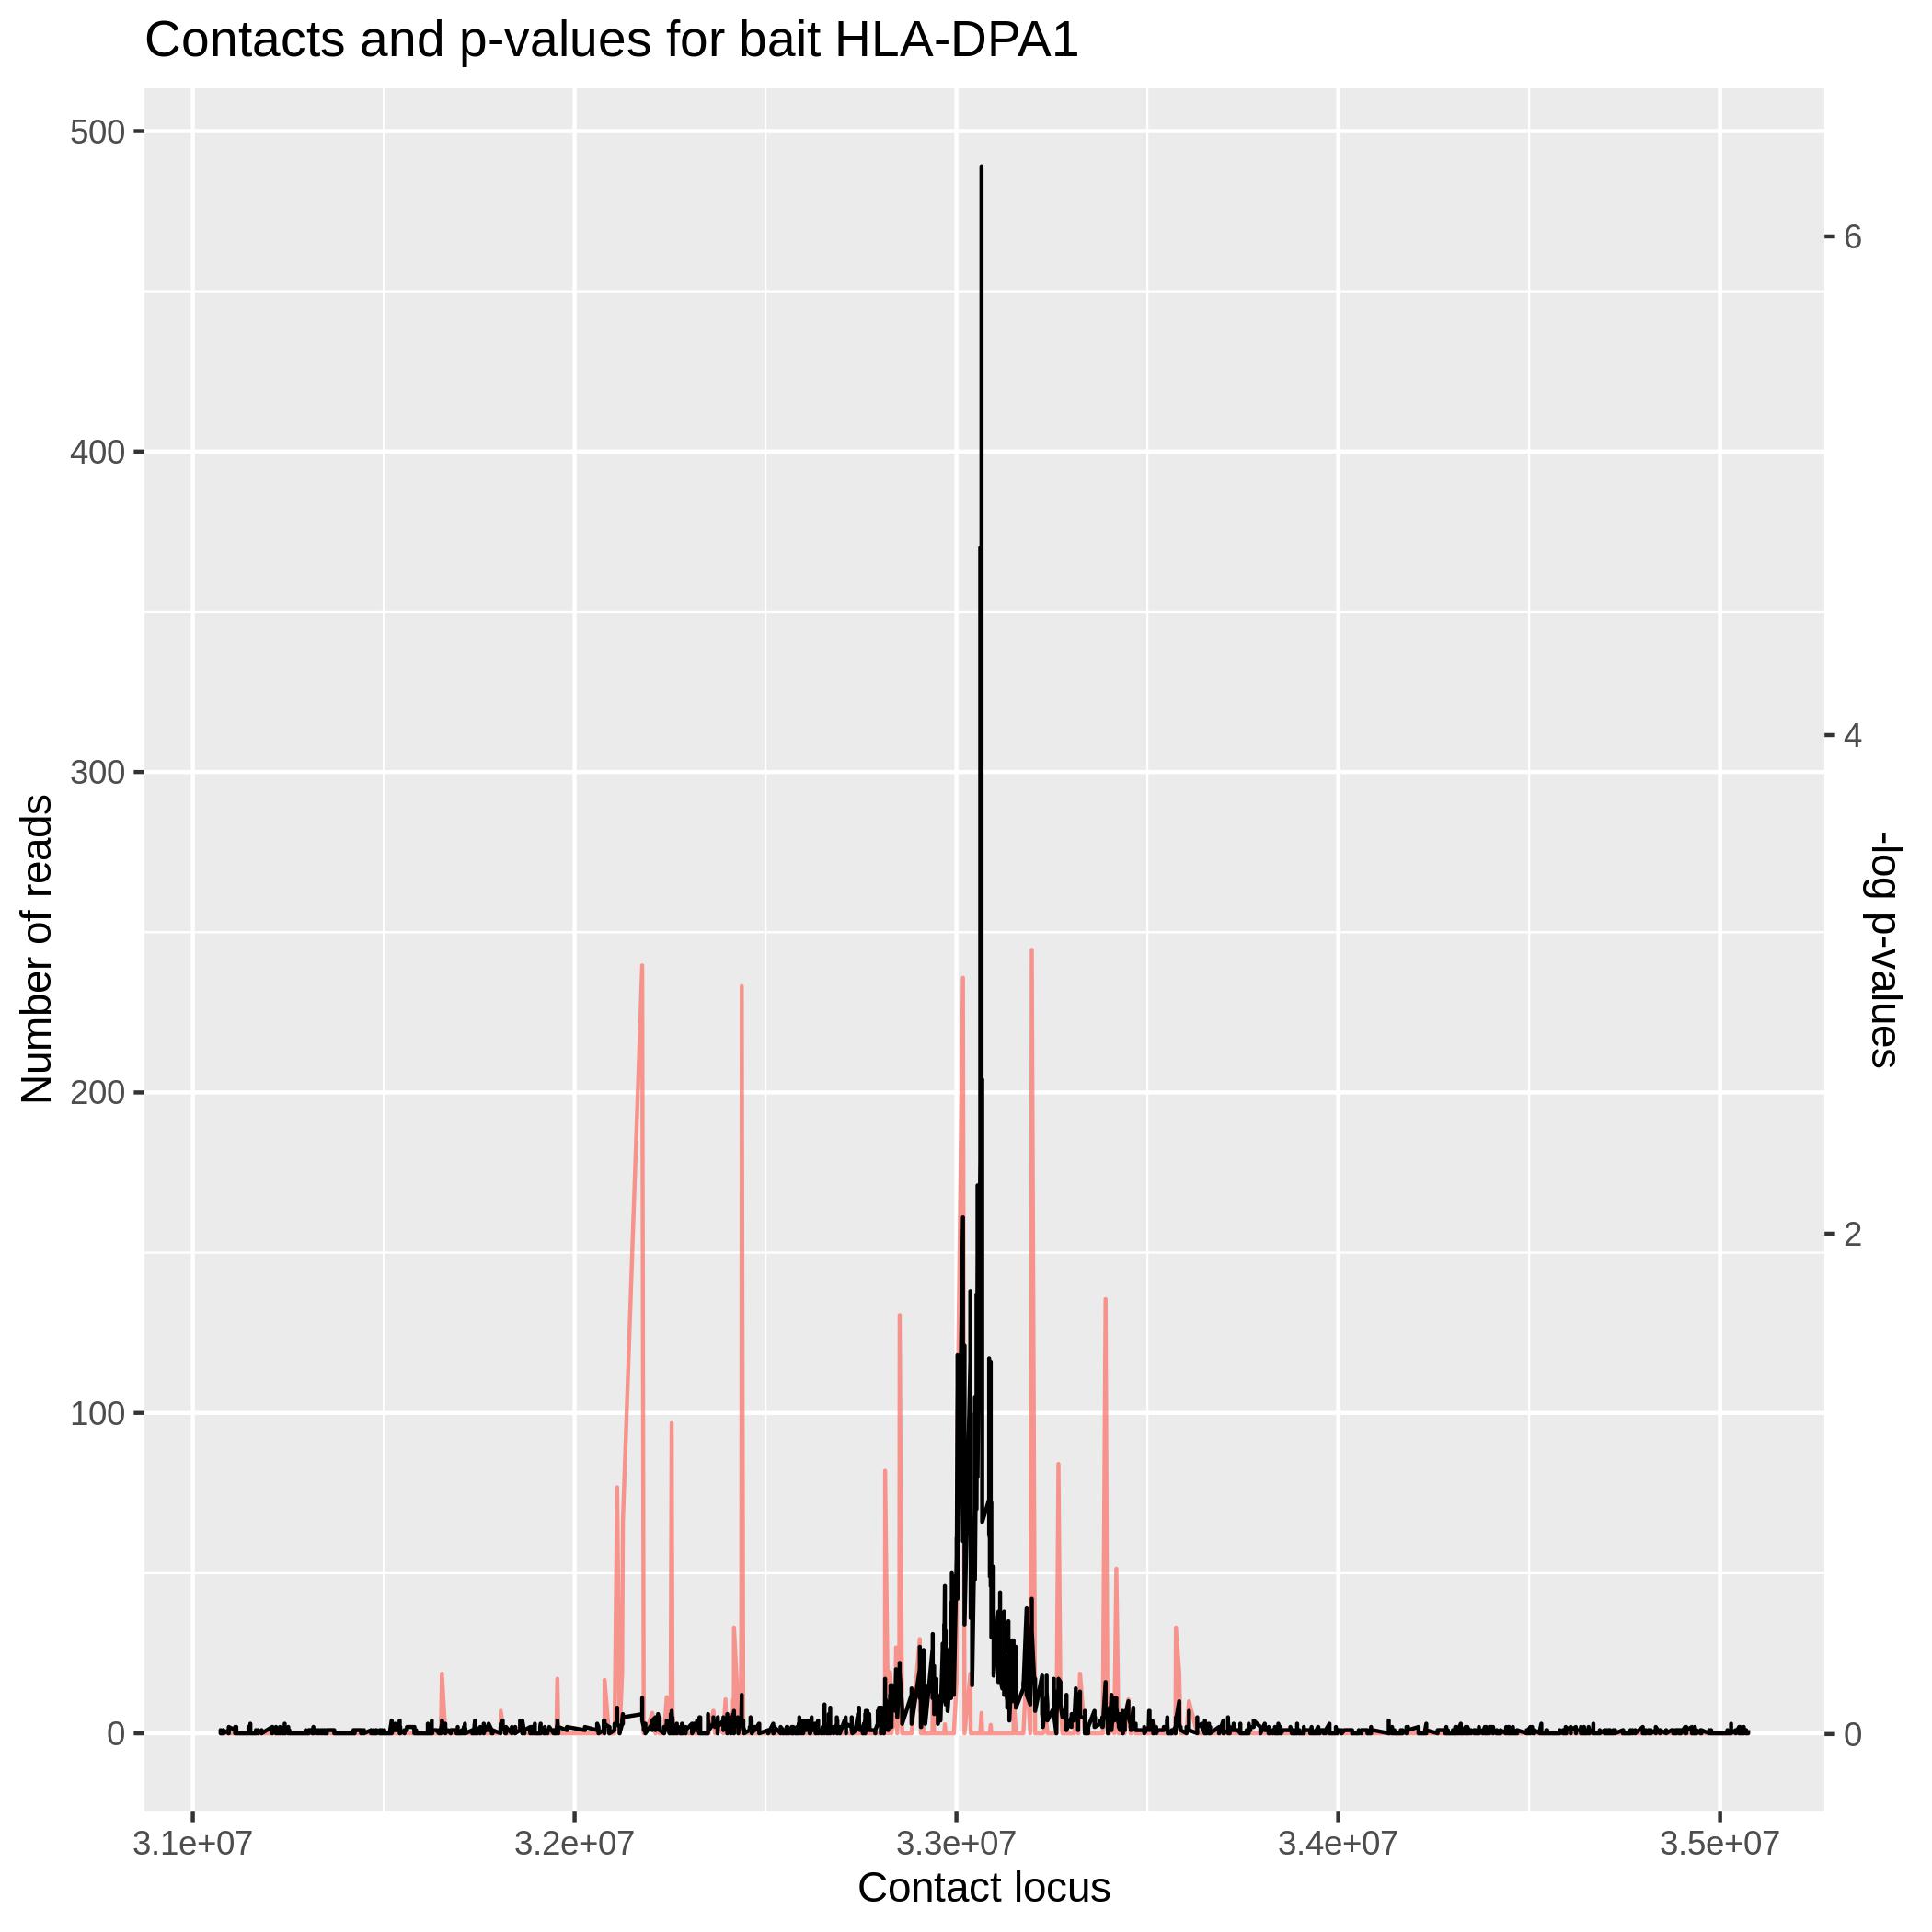 Contacts and p-values for bait HLA-DPA1
500
400
300
200
100
0
Number of reads
6
4
2
0
-log p-values
3.1e+07
3.2e+07
3.3e+07
3.4e+07
3.5e+07
Contact locus